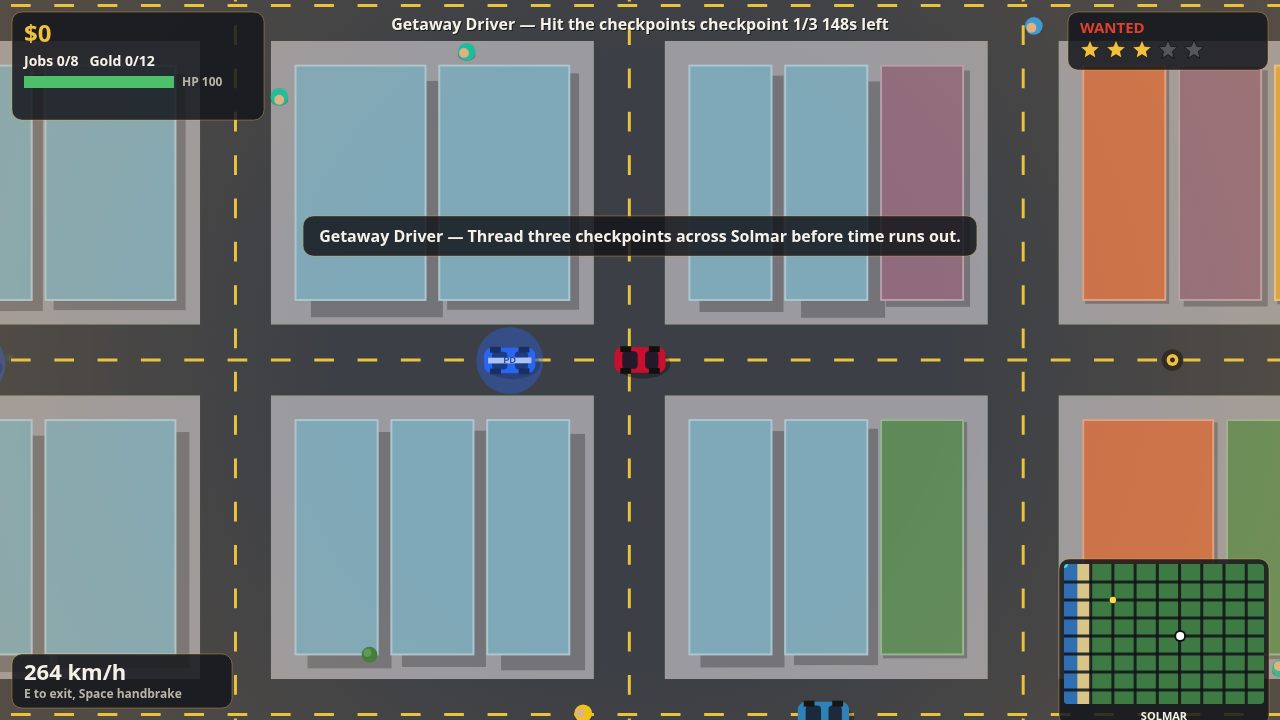 Getaway Driver — Hit the checkpoints checkpoint 1/3 148s left
$0
Jobs 0/8 Gold 0/12
HP 100
WANTED
Getaway Driver — Thread three checkpoints across Solmar before time runs out.
PD
264 km/h
E to exit, Space handbrake
SOLMAR